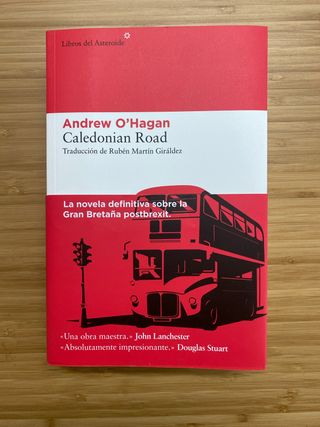 Libros del Asteroide
Andrew O'Hagan
Caledonian Road
Traducción de Rubén Martín Giráldez
La novela definitiva sobre la
Gran Bretaña postbrexit.
«Una obra maestra.» John Lanchester
«Absolutamente impresionante.» Douglas Stuart